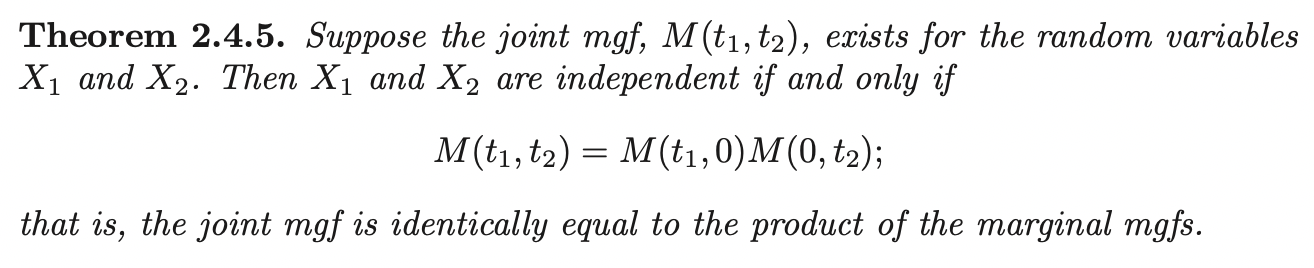 Theorem 2.4.5. Suppose the joint mgf, M(t₁, t₂), exists for the random variables
X₁ and X₂. Then X₁ and X₂ are independent if and only if
M(t₁, t₂) = M(t₁, 0)M(0, t₂);
that is, the joint mgf is identically equal to the product of the marginal mgfs.